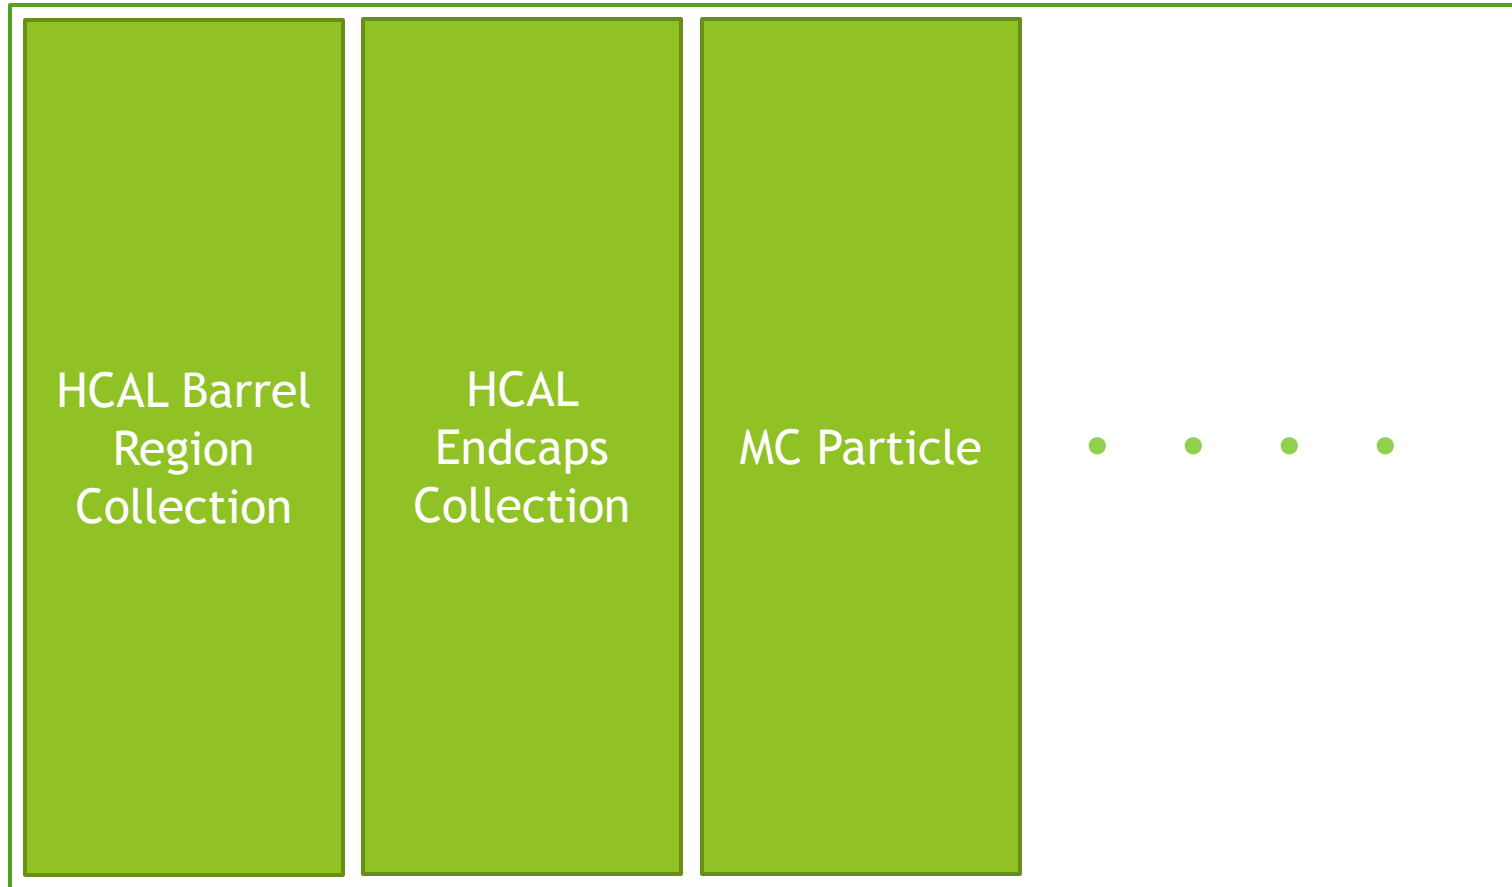 HCAL Barrel
Region
Collection
HCAL
Endcaps
Collection
MC Particle